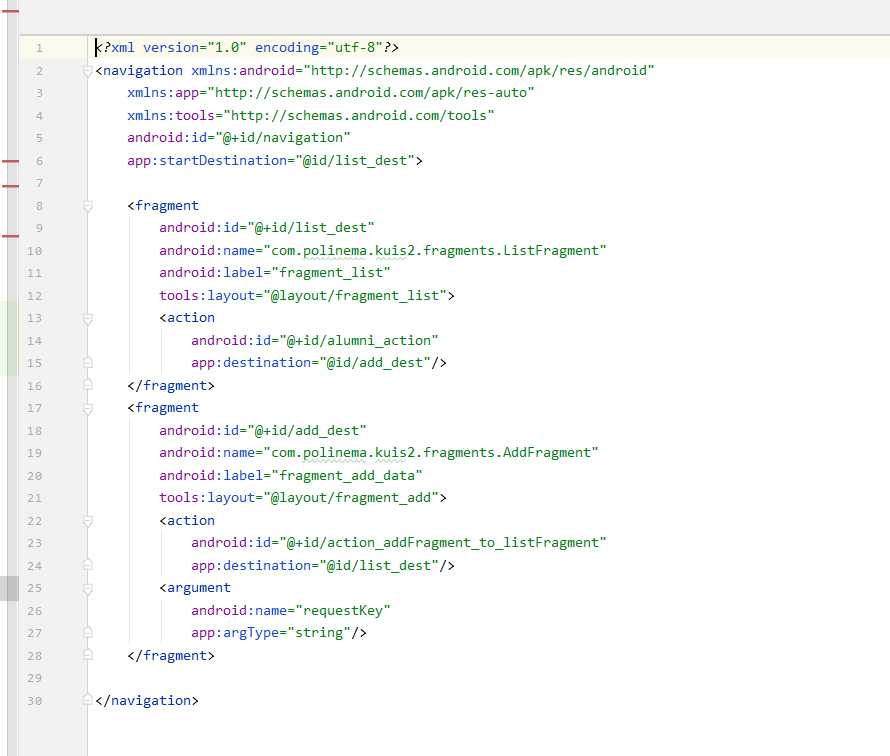 1 <?xml version="1.0" encoding="utf-8"?>
2 <navigation xmlns:android="http://schemas.android.com/apk/res/android"
3     xmlns:app="http://schemas.android.com/apk/res-auto"
4     xmlns:tools="http://schemas.android.com/tools"
5     android:id="@+id/navigation"
6     app:startDestination="@id/list_dest">
7
8     <fragment
9         android:id="@+id/list_dest"
10         android:name="com.polinema.kuis2.fragments.ListFragment"
11         android:label="fragment_list"
12         tools:layout="@layout/fragment_list">
13         <action
14             android:id="@+id/alumni_action"
15             app:destination="@id/add_dest"/>
16     </fragment>
17     <fragment
18         android:id="@+id/add_dest"
19         android:name="com.polinema.kuis2.fragments.AddFragment"
20         android:label="fragment_add_data"
21         tools:layout="@layout/fragment_add">
22         <action
23             android:id="@+id/action_addFragment_to_listFragment"
24             app:destination="@id/list_dest"/>
25         <argument
26             android:name="requestKey"
27             app:argType="string"/>
28     </fragment>
29
30 </navigation>